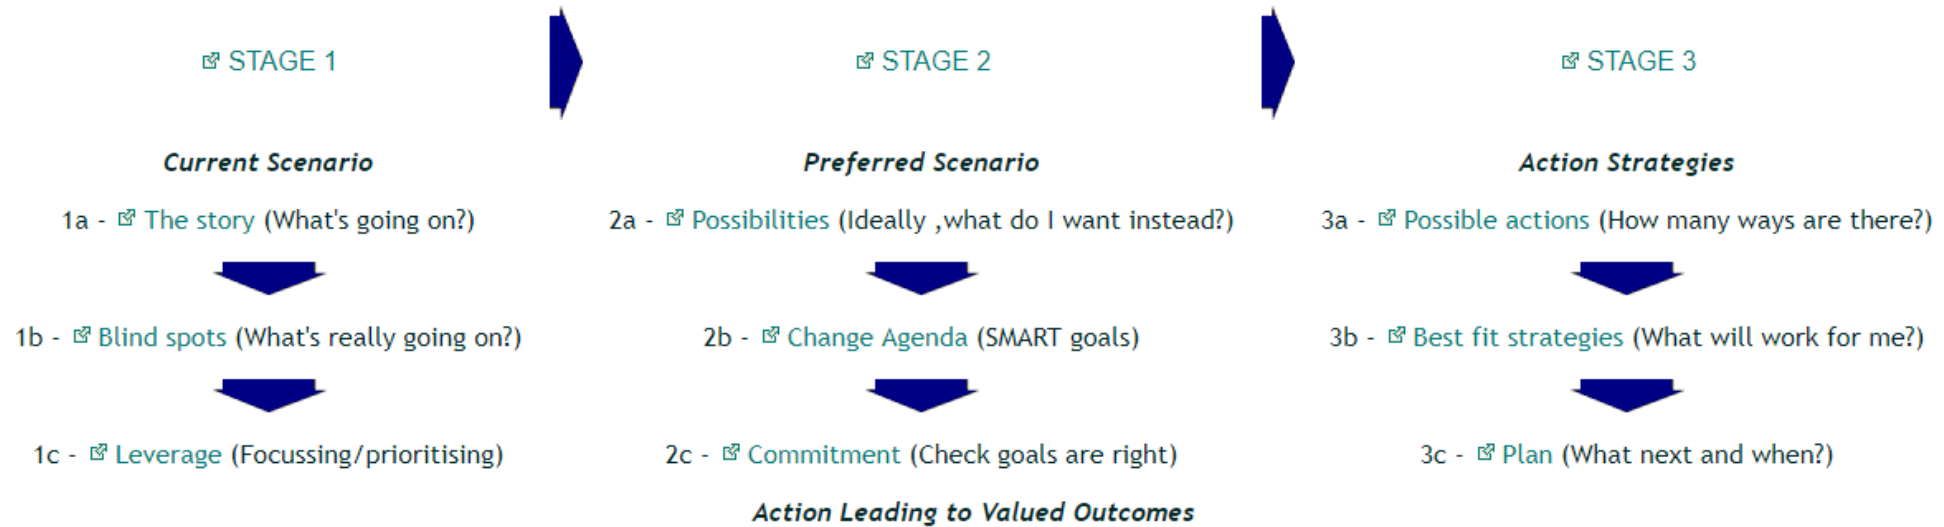 STAGE 1
STAGE 2
STAGE 3
Current Scenario
Preferred Scenario
Action Strategies
1a - The story (What's going on?)
2a - Possibilities (Ideally ,what do I want instead?)
3a - Possible actions (How many ways are there?)
1b - Blind spots (What's really going on?)
2b - Change Agenda (SMART goals)
3b - Best fit strategies (What will work for me?)
1c - Leverage (Focussing/prioritising)
2c - Commitment (Check goals are right)
3c - Plan (What next and when?)
Action Leading to Valued Outcomes